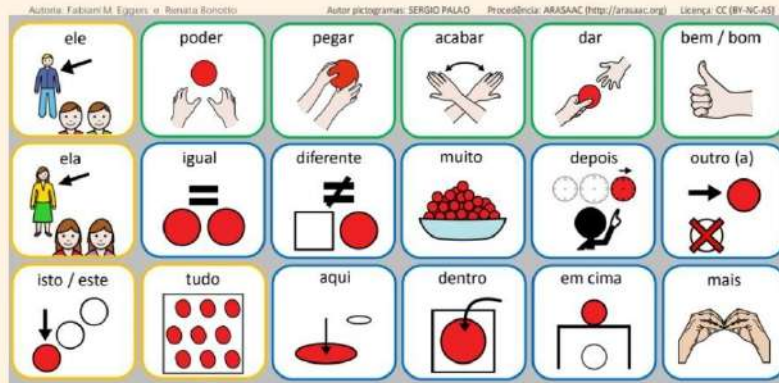 Autoria: Fabiani M. Eggers e Renata Bonotto Autor pictogramas: SERGIO PALAO Procedência: ARASAAC (http://arasaac.org) Licença: CC (BY-NC-AS)
ele poder pegar acabar dar bem / bom
ela igual diferente muito depois outro (a)
isto / este tudo aqui dentro em cima mais